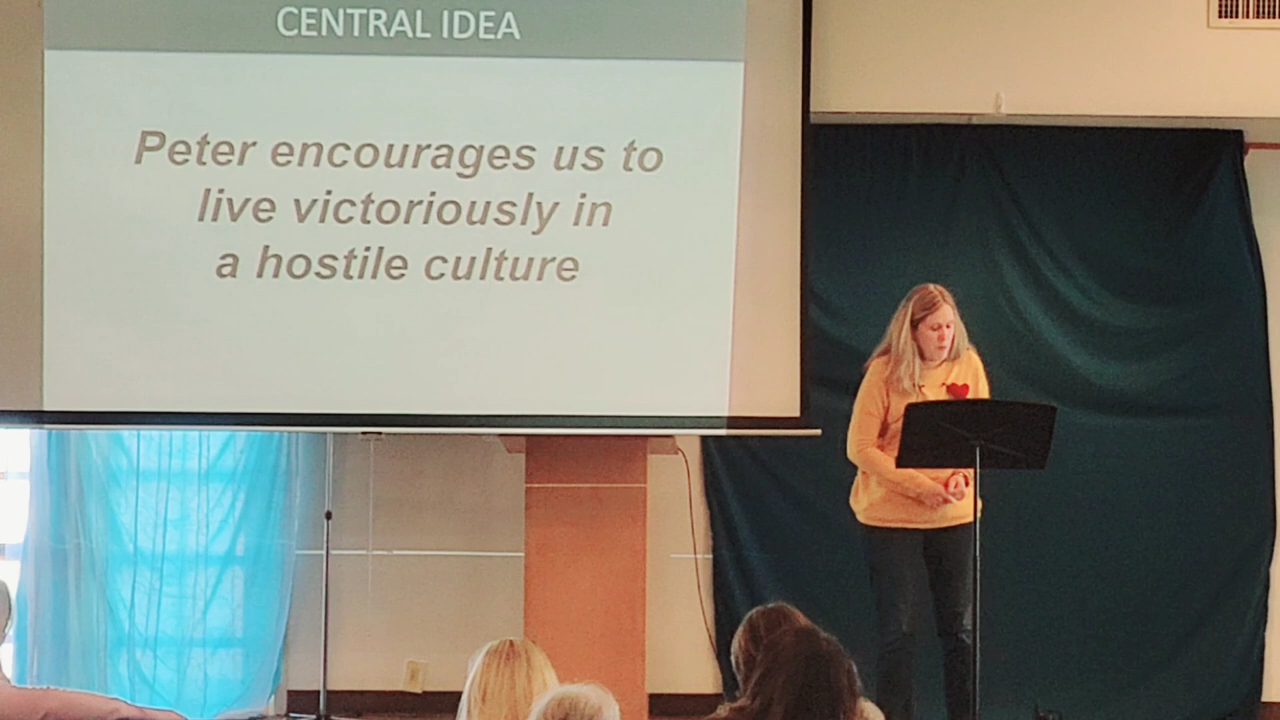 CENTRAL IDEA
Peter encourages us to
live victoriously in
a hostile culture